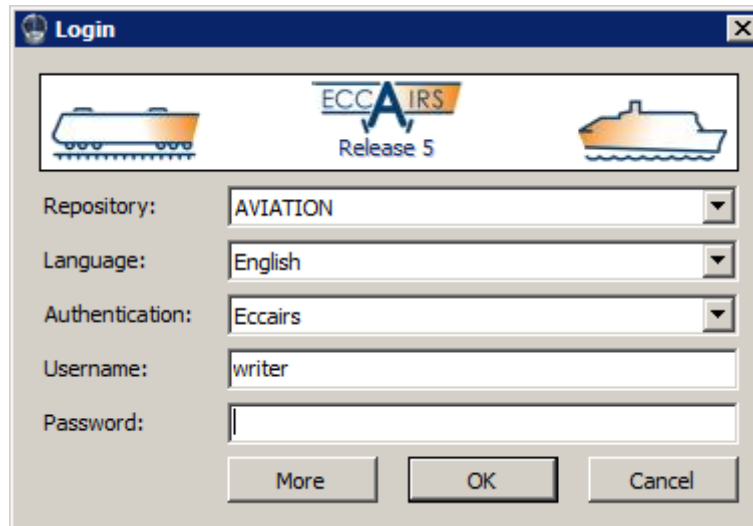 Login
ECCAIRS
Release 5
Repository: AVIATION
Language: English
Authentication: Eccairs
Username: writer
Password:
More OK Cancel